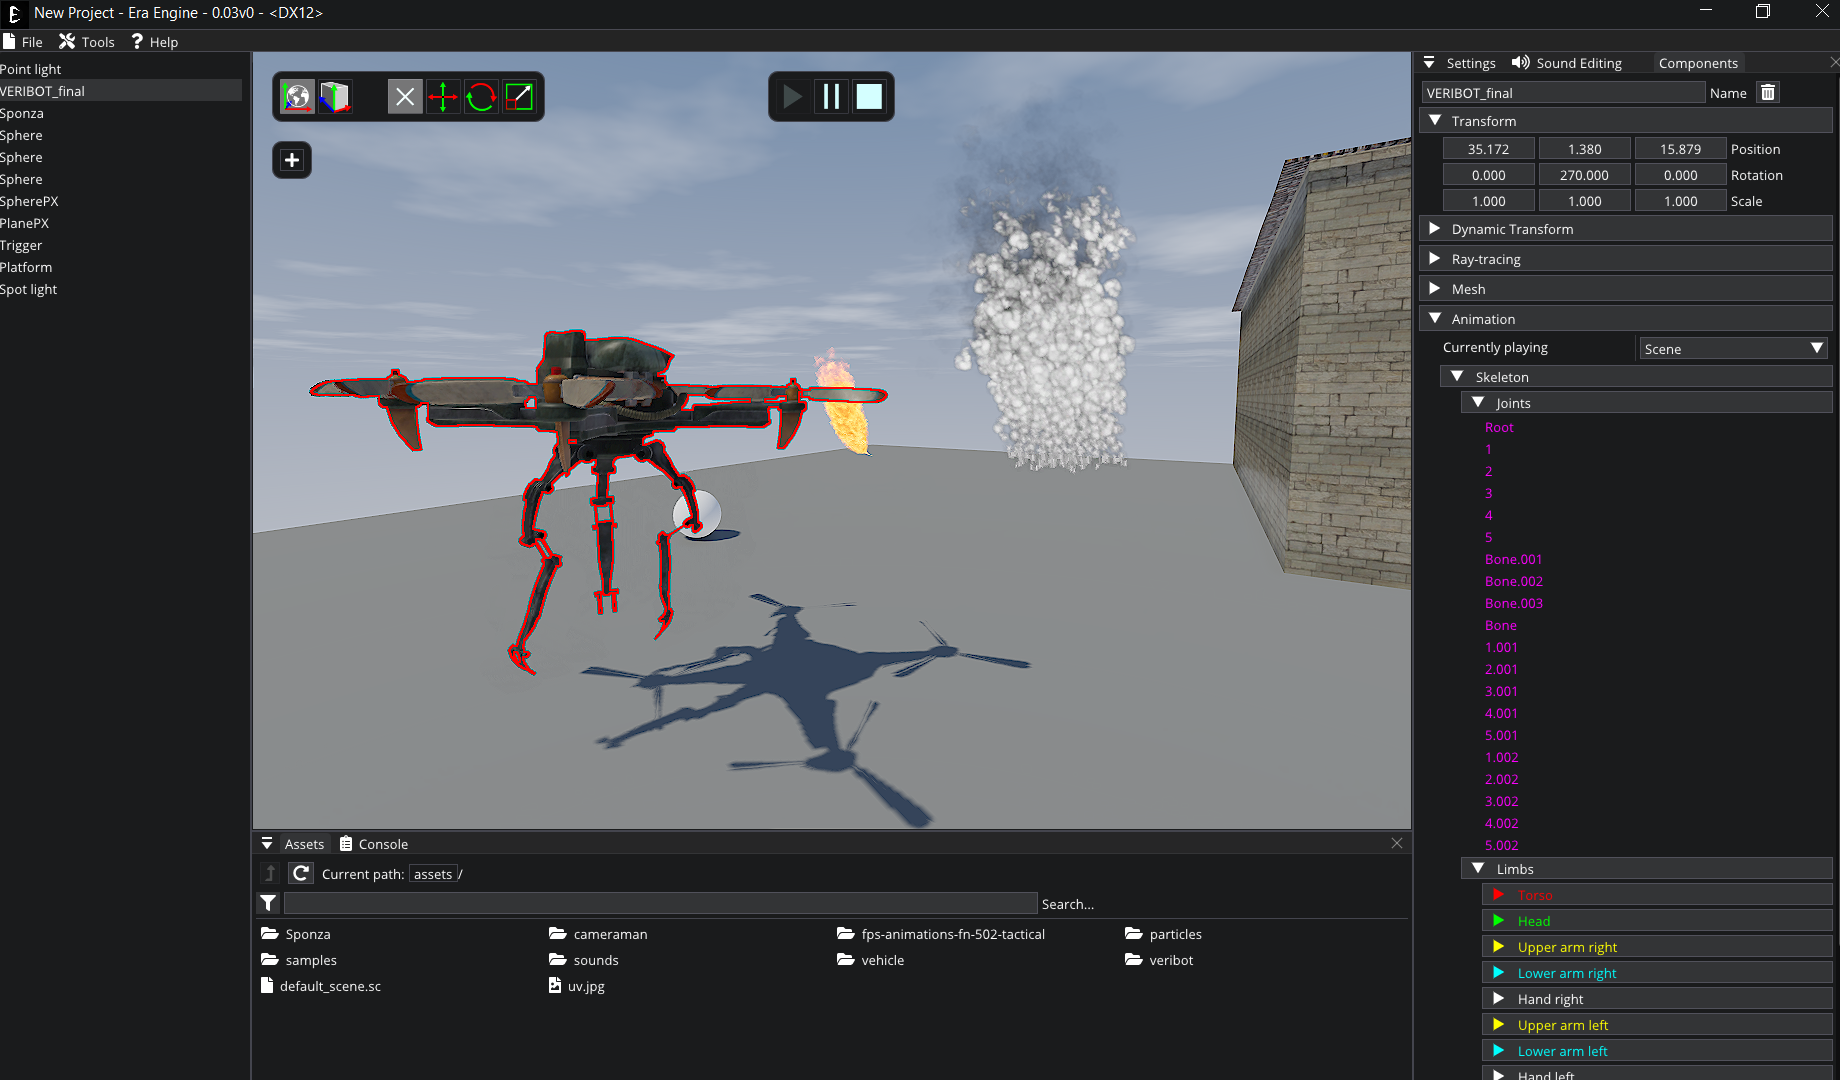 New Project - Era Engine - 0.03v0 - <DX12>
File Tools Help
Point light
VERIBOT_final
Sponza
Sphere
Sphere
Sphere
SpherePX
PlanePX
Trigger
Platform
Spot light
Settings Sound Editing Components
VERIBOT_final Name
Transform
35.172 1.380 15.879 Position
0.000 270.000 0.000 Rotation
1.000 1.000 1.000 Scale
Dynamic Transform
Ray-tracing
Mesh
Animation
Currently playing Scene
Skeleton
Joints
Root
1
2
3
4
5
Bone.001
Bone.002
Bone.003
Bone
1.001
2.001
3.001
4.001
5.001
1.002
2.002
3.002
4.002
5.002
Limbs
Torso
Head
Upper arm right
Lower arm right
Hand right
Upper arm left
Lower arm left
Hand left
Assets Console
Current path: assets /
Search...
Sponza cameraman fps-animations-fn-502-tactical particles
samples sounds vehicle veribot
default_scene.sc uv.jpg